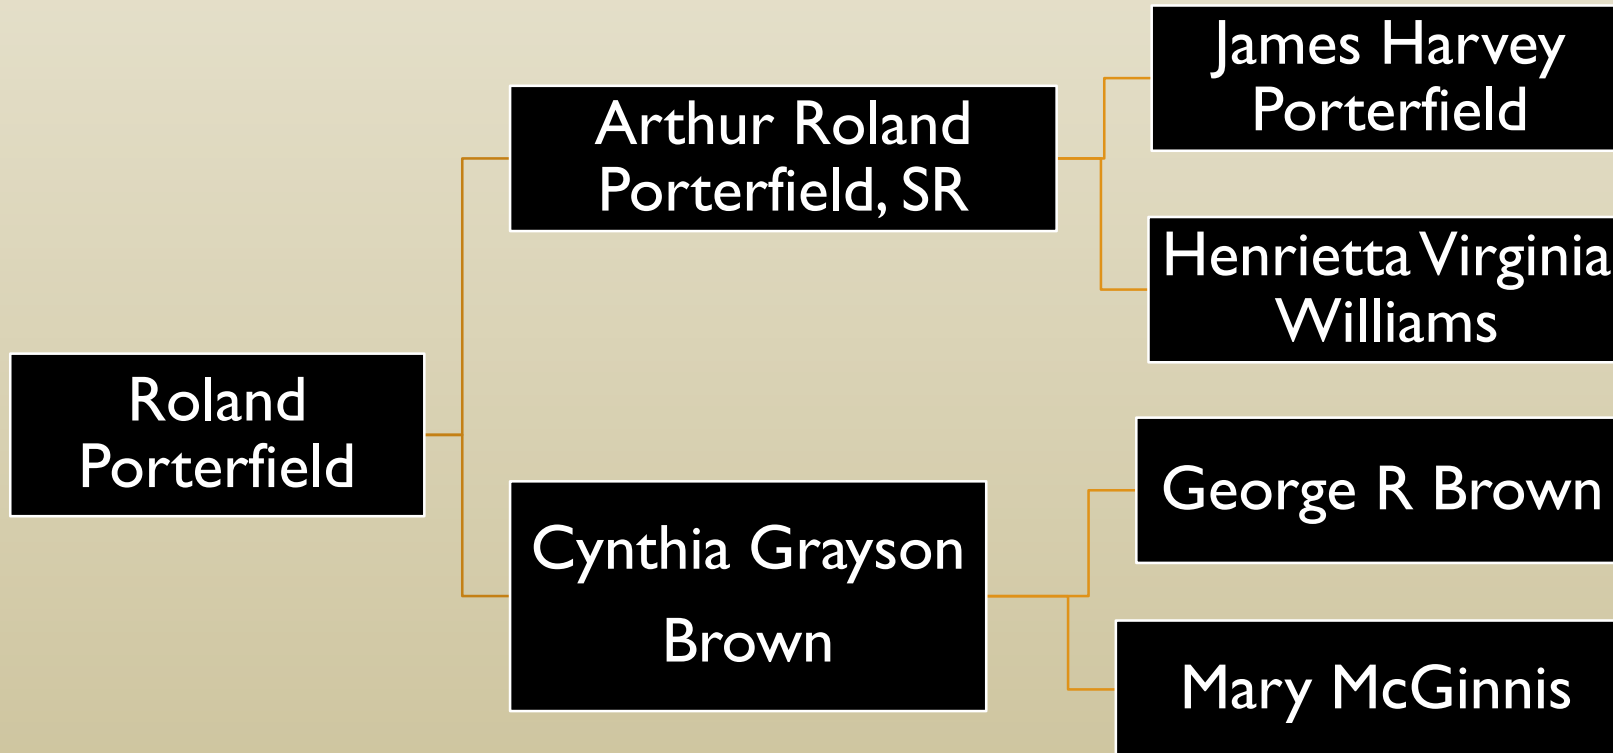 James Harvey
Porterfield
Arthur Roland
Porterfield, SR
Henrietta Virginia
Williams
Roland
Porterfield
George R Brown
Cynthia Grayson
Brown
Mary McGinnis